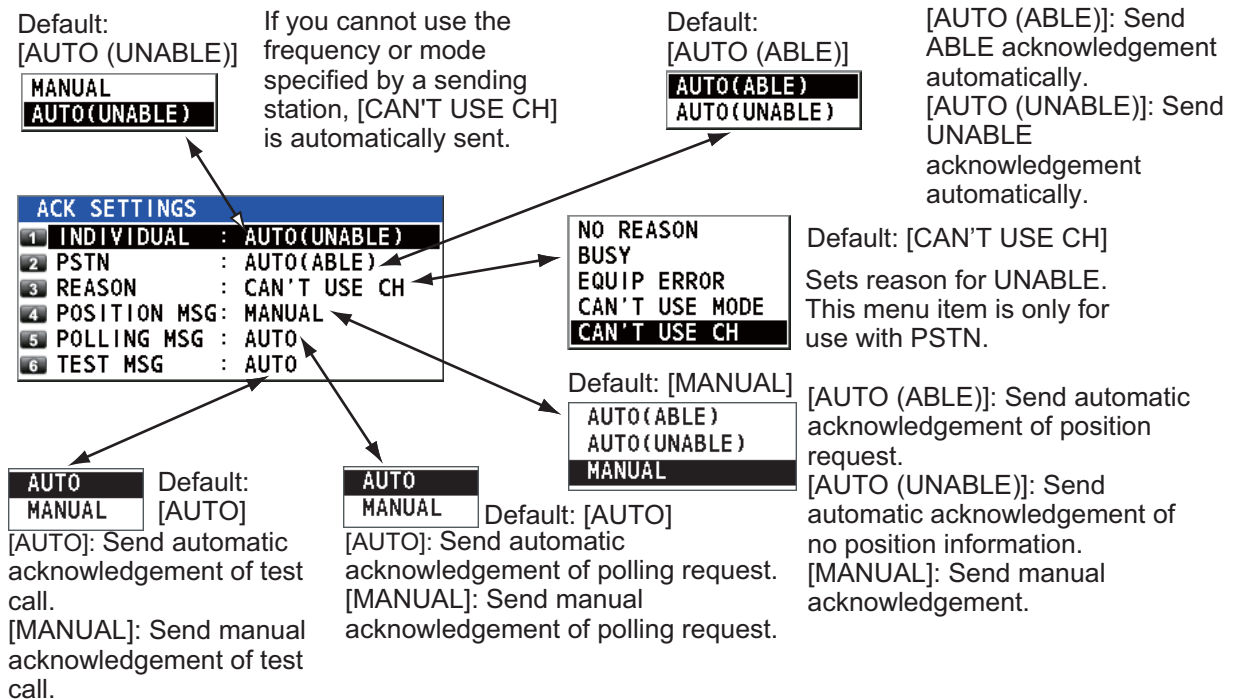 Default:
[AUTO (UNABLE)]
MANUAL
AUTO(UNABLE)
If you cannot use the
frequency or mode
specified by a sending
station, [CAN'T USE CH]
is automatically sent.
Default:
[AUTO (ABLE)]
AUTO(ABLE)
AUTO(UNABLE)
[AUTO (ABLE)]: Send
ABLE acknowledgement
automatically.
[AUTO (UNABLE)]: Send
UNABLE
acknowledgement
automatically.
ACK SETTINGS
1 INDIVIDUAL : AUTO(UNABLE)
2 PSTN : AUTO(ABLE)
3 REASON : CAN'T USE CH
4 POSITION MSG: MANUAL
5 POLLING MSG : AUTO
6 TEST MSG : AUTO
NO REASON
BUSY
EQUIP ERROR
CAN'T USE MODE
CAN'T USE CH
Default: [CAN’T USE CH]
Sets reason for UNABLE.
This menu item is only for
use with PSTN.
Default: [MANUAL]
AUTO(ABLE)
AUTO(UNABLE)
MANUAL
[AUTO (ABLE)]: Send automatic
acknowledgement of position
request.
[AUTO (UNABLE)]: Send
automatic acknowledgement of
no position information.
[MANUAL]: Send manual
acknowledgement.
AUTO
MANUAL
Default:
[AUTO]
[AUTO]: Send automatic
acknowledgement of test
call.
[MANUAL]: Send manual
acknowledgement of test
call.
AUTO
MANUAL
Default: [AUTO]
[AUTO]: Send automatic
acknowledgement of polling request.
[MANUAL]: Send manual
acknowledgement of polling request.